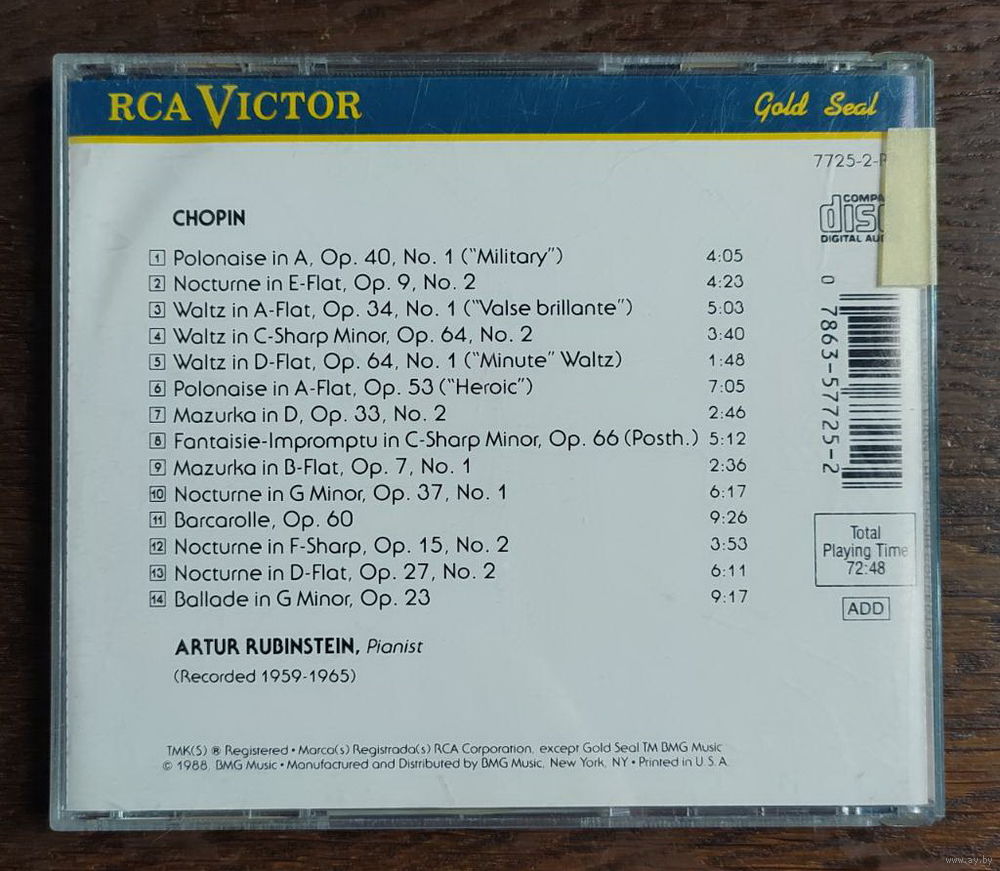 RCA VICTOR
Gold Seal
7725-2-R
COMPA
disc
DIGITAL AUD
CHOPIN
1 Polonaise in A, Op. 40, No. 1 ("Military") 4:05
2 Nocturne in E-Flat, Op. 9, No. 2 4:23
3 Waltz in A-Flat, Op. 34, No. 1 ("Valse brillante") 5:03
4 Waltz in C-Sharp Minor, Op. 64, No. 2 3:40
5 Waltz in D-Flat, Op. 64, No. 1 ("Minute" Waltz) 1:48
6 Polonaise in A-Flat, Op. 53 ("Heroic") 7:05
7 Mazurka in D, Op. 33, No. 2 2:46
8 Fantaisie-Impromptu in C-Sharp Minor, Op. 66 (Posth.) 5:12
9 Mazurka in B-Flat, Op. 7, No. 1 2:36
10 Nocturne in G Minor, Op. 37, No. 1 6:17
11 Barcarolle, Op. 60 9:26
12 Nocturne in F-Sharp, Op. 15, No. 2 3:53
13 Nocturne in D-Flat, Op. 27, No. 2 6:11
14 Ballade in G Minor, Op. 23 9:17
ARTUR RUBINSTEIN, Pianist
(Recorded 1959-1965)
0 7863-57725-2
Total
Playing Time
72:48
ADD
TMK(S) ® Registered • Marca(s) Registrada(s) RCA Corporation, except Gold Seal TM BMG Music
© 1988, BMG Music • Manufactured and Distributed by BMG Music, New York, NY • Printed in U.S.A.
www.ay.by